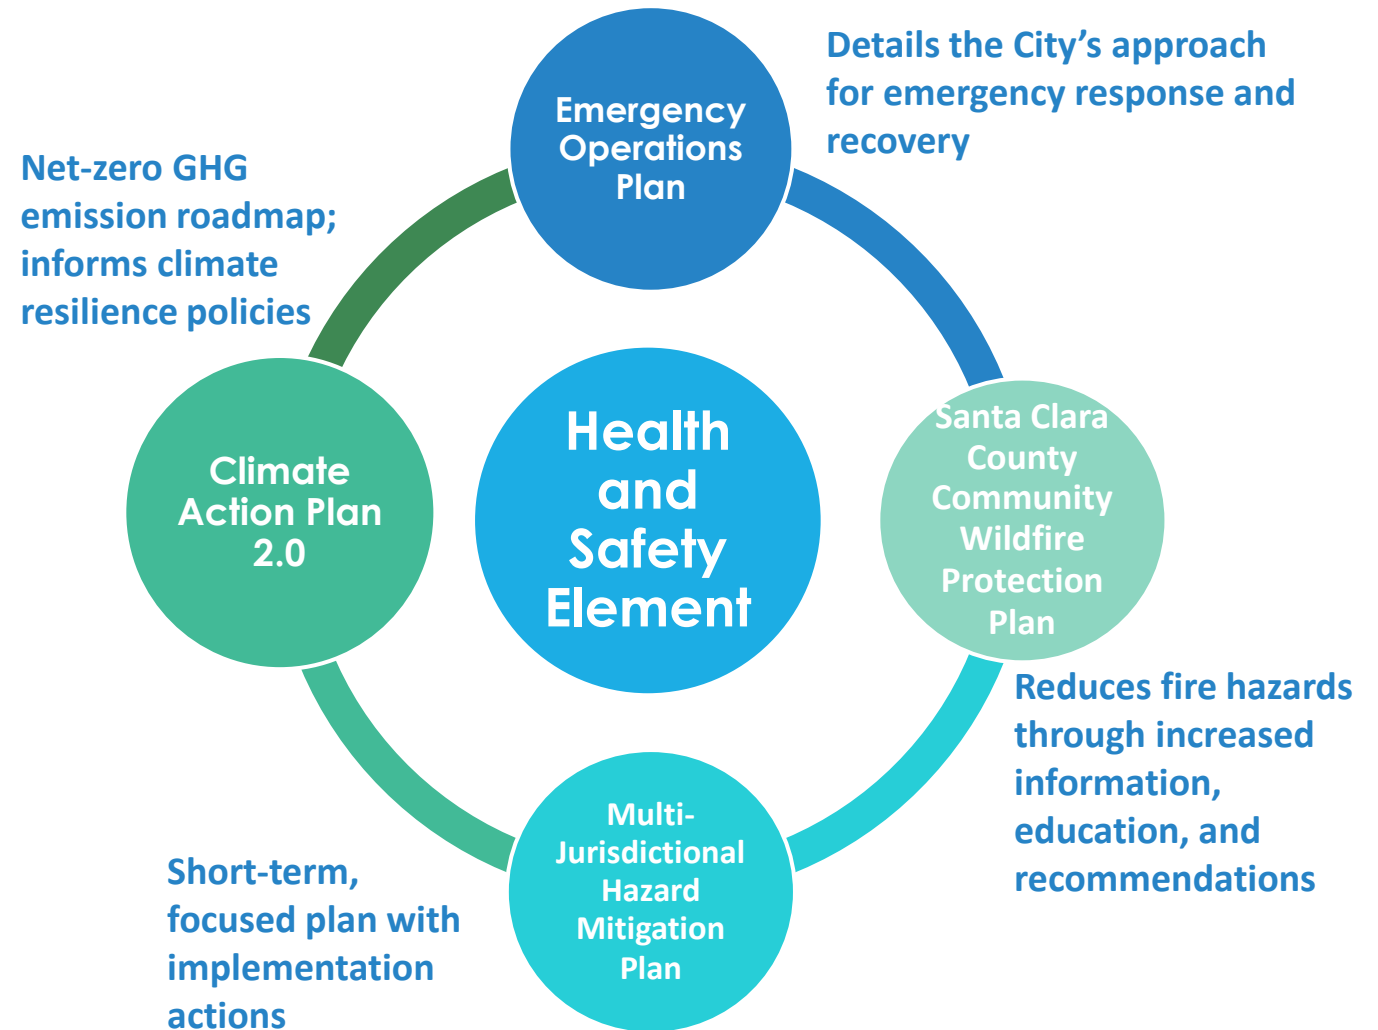 Emergency
Operations
Plan
Details the City’s approach
for emergency response and
recovery
Net-zero GHG
emission roadmap;
informs climate
resilience policies
Climate
Action Plan
2.0
Health
and
Safety
Element
Santa Clara
County
Community
Wildfire
Protection
Plan
Reduces fire hazards
through increased
information,
education, and
recommendations
Multi-
Jurisdictional
Hazard
Mitigation
Plan
Short-term,
focused plan with
implementation
actions